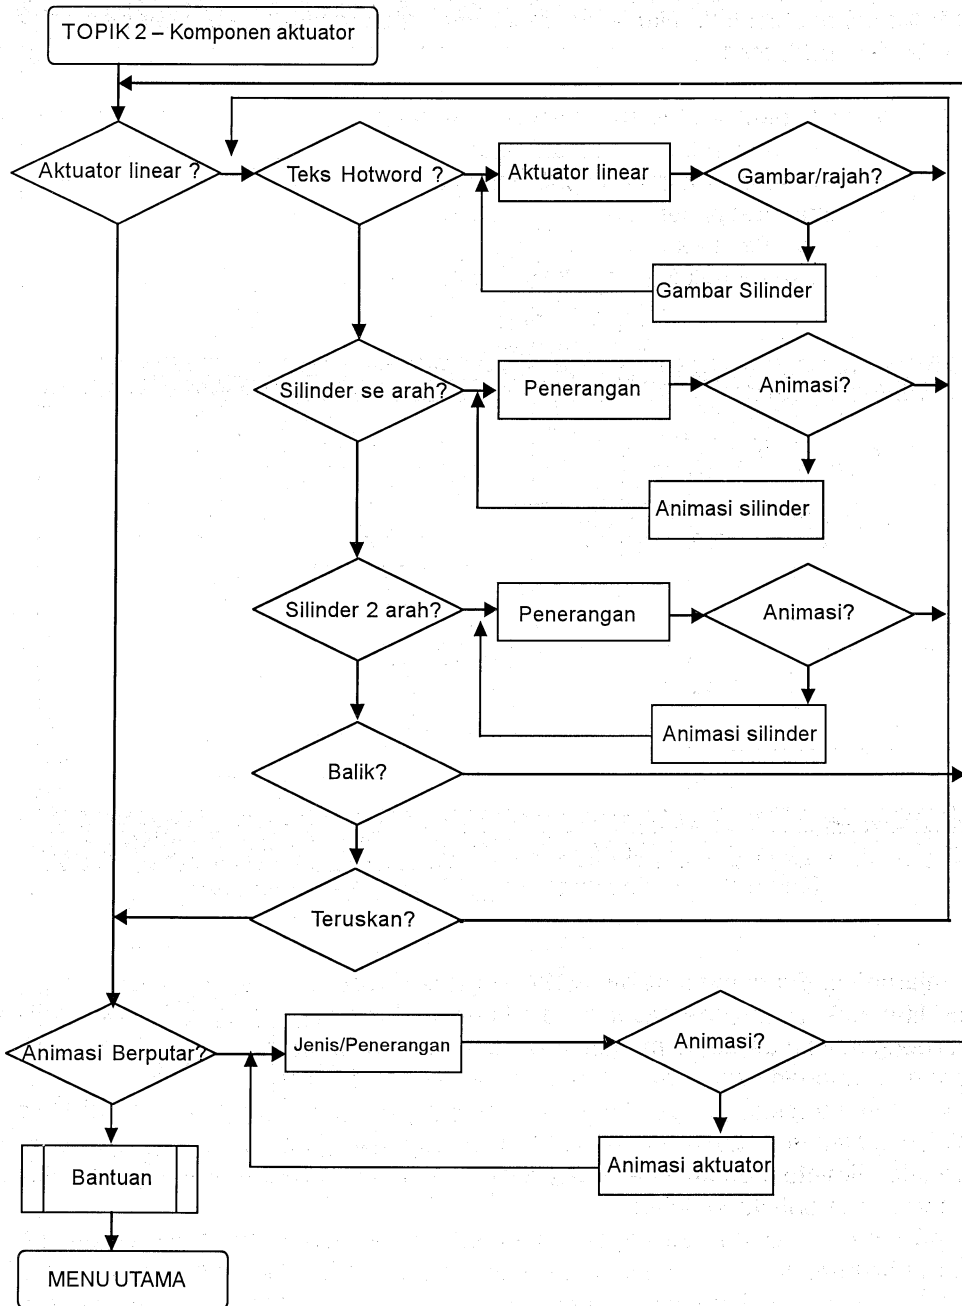 TOPIK 2 – Komponen aktuator
Aktuator linear ?
Teks Hotword ?
Aktuator linear
Gambar/rajah?
Gambar Silinder
Silinder se arah?
Penerangan
Animasi?
Animasi silinder
Silinder 2 arah?
Penerangan
Animasi?
Animasi silinder
Balik?
Teruskan?
Animasi Berputar?
Jenis/Penerangan
Animasi?
Animasi aktuator
Bantuan
MENU UTAMA